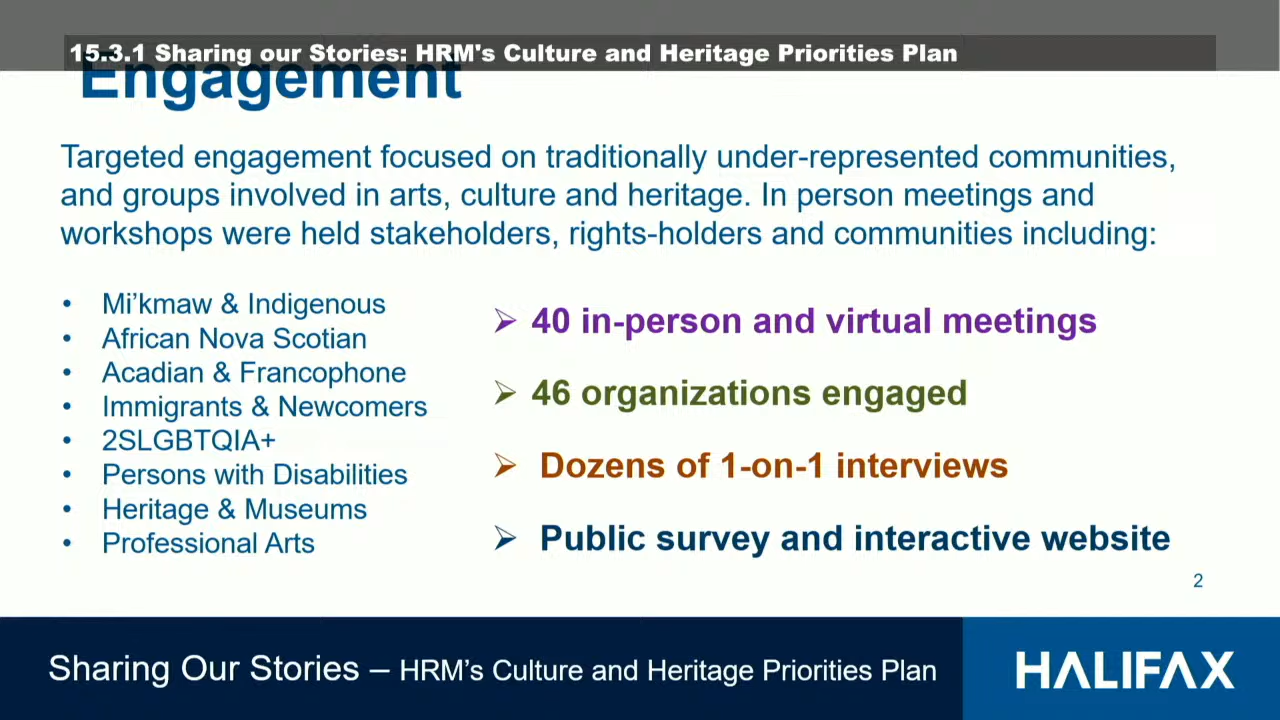 15.3.1 Sharing our Stories: HRM's Culture and Heritage Priorities Plan
Engagement
Targeted engagement focused on traditionally under-represented communities,
and groups involved in arts, culture and heritage. In person meetings and
workshops were held stakeholders, rights-holders and communities including:
• Mi’kmaw & Indigenous
• African Nova Scotian
• Acadian & Francophone
• Immigrants & Newcomers
• 2SLGBTQIA+
• Persons with Disabilities
• Heritage & Museums
• Professional Arts
➢ 40 in-person and virtual meetings
➢ 46 organizations engaged
➢ Dozens of 1-on-1 interviews
➢ Public survey and interactive website
2
Sharing Our Stories – HRM’s Culture and Heritage Priorities Plan
HALIFAX